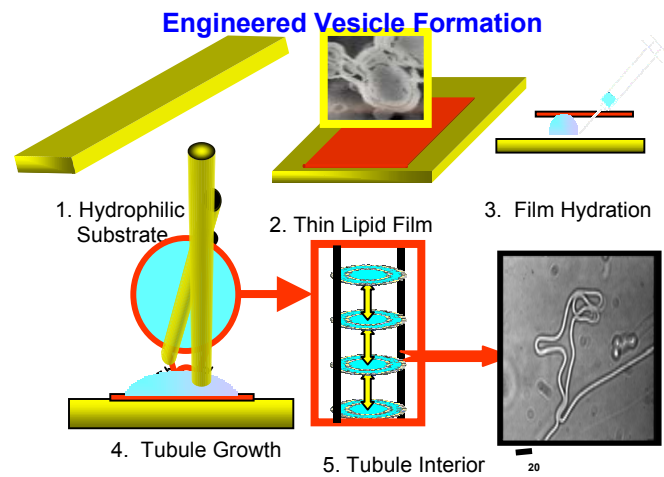 Engineered Vesicle Formation
1. Hydrophilic
Substrate
2. Thin Lipid Film
3. Film Hydration
4. Tubule Growth
5. Tubule Interior
20